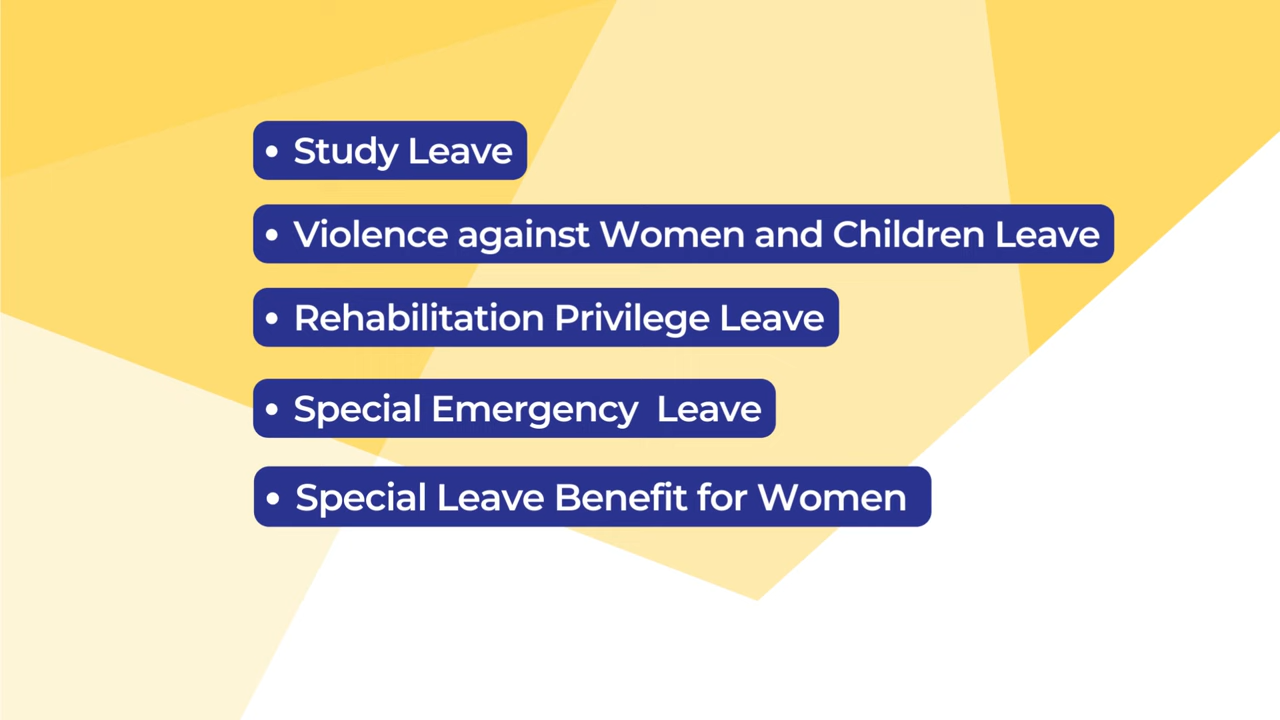 • Study Leave
• Violence against Women and Children Leave
• Rehabilitation Privilege Leave
• Special Emergency  Leave
• Special Leave Benefit for Women